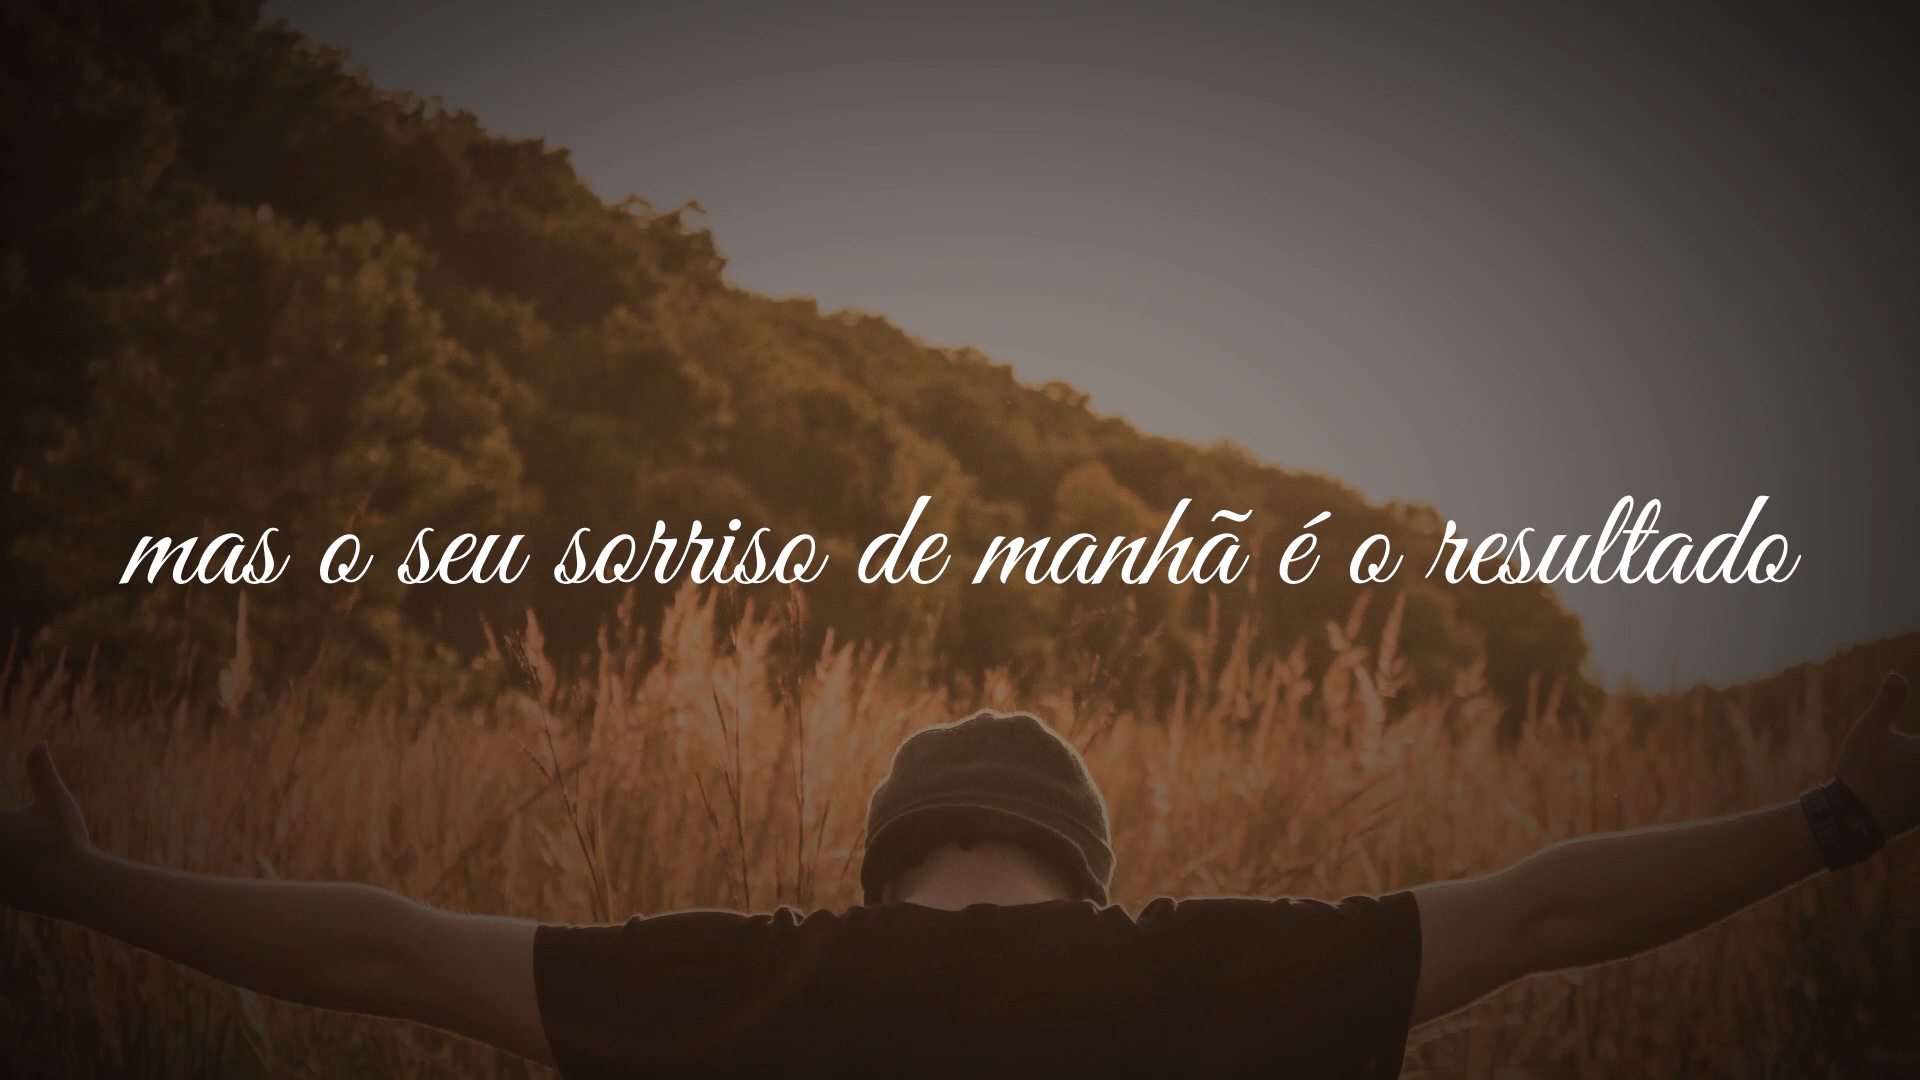 mas o seu sorriso de manhã é o resultado